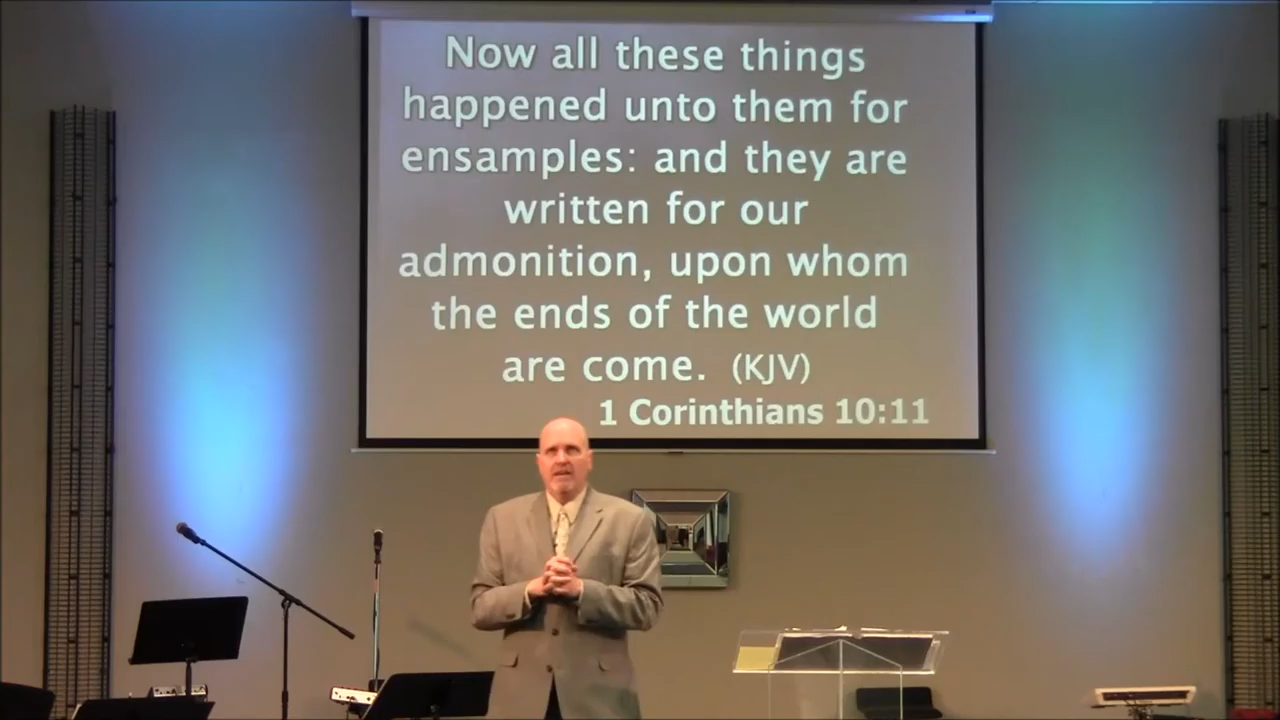 Now all these things
happened unto them for
ensamples: and they are
written for our
admonition, upon whom
the ends of the world
are come. (KJV)
1 Corinthians 10:11